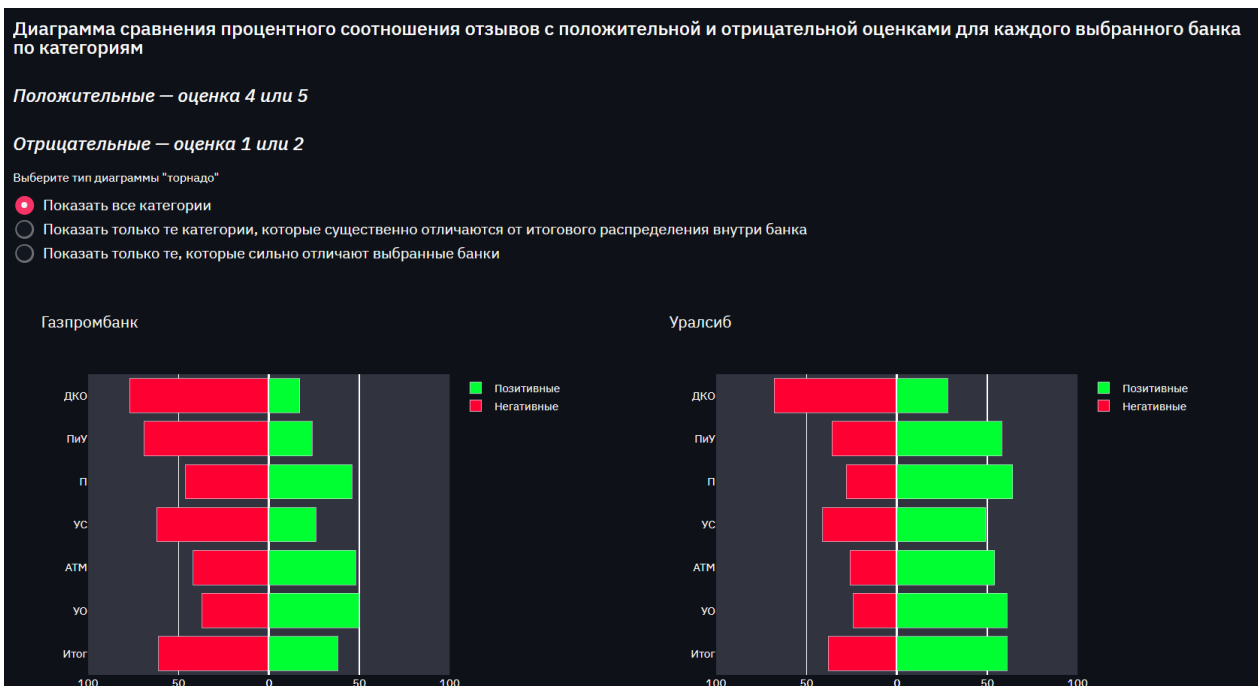 Диаграмма сравнения процентного соотношения отзывов с положительной и отрицательной оценками для каждого выбранного банка
по категориям
Положительные — оценка 4 или 5
Отрицательные — оценка 1 или 2
Выберите тип диаграммы "торнадо"
Показать все категории
Показать только те категории, которые существенно отличаются от итогового распределения внутри банка
Показать только те, которые сильно отличают выбранные банки
Газпромбанк
ДКО
ПиУ
П
УС
АТМ
УО
Итог
100 50 0 50 100
Позитивные
Негативные
Уралсиб
ДКО
ПиУ
П
УС
АТМ
УО
Итог
100 50 0 50 100
Позитивные
Негативные